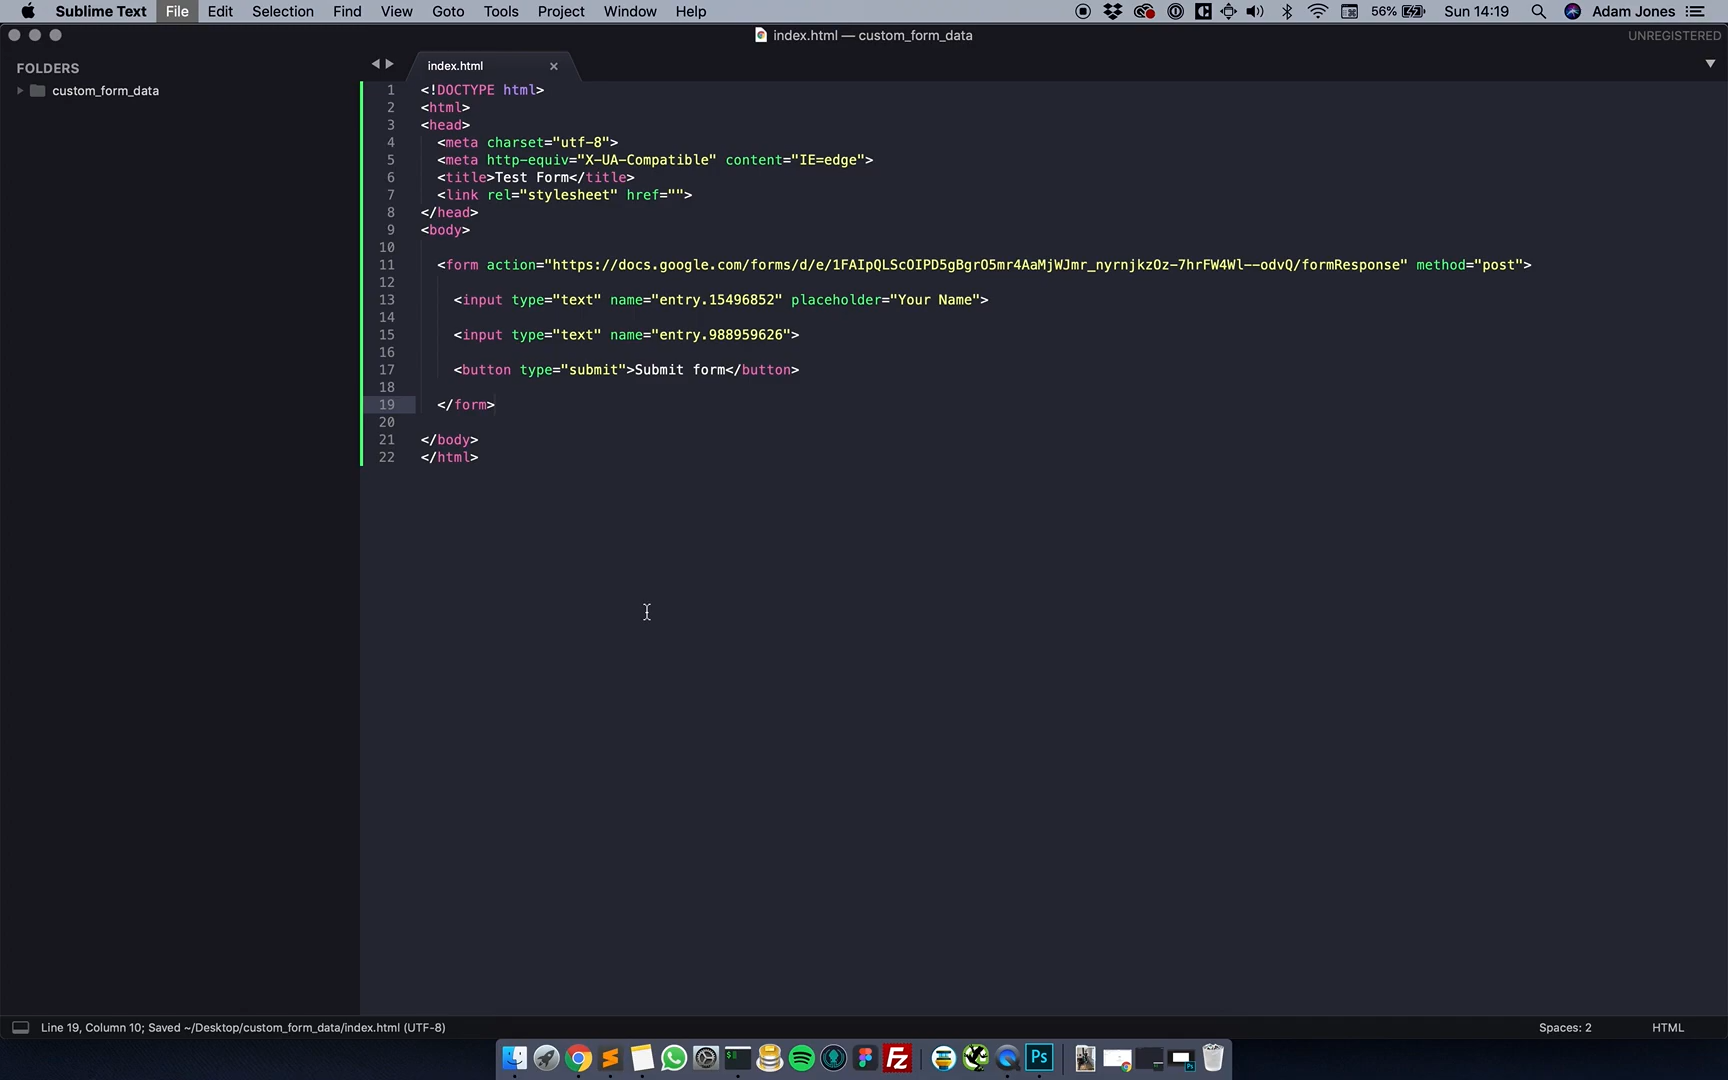 Sublime Text File Edit Selection Find View Goto Tools Project Window Help 56% Sun 14:19 Adam Jones
index.html — custom_form_data UNREGISTERED
FOLDERS
custom_form_data
index.html
1 <!DOCTYPE html>
2 <html>
3 <head>
4 <meta charset="utf-8">
5 <meta http-equiv="X-UA-Compatible" content="IE=edge">
6 <title>Test Form</title>
7 <link rel="stylesheet" href="">
8 </head>
9 <body>
10
11 <form action="https://docs.google.com/forms/d/e/1FAIpQLScOIPD5gBgrO5mr4AaMjWJmr_nyrnjkzOz-7hrFW4Wl--odvQ/formResponse" method="post">
12
13 <input type="text" name="entry.15496852" placeholder="Your Name">
14
15 <input type="text" name="entry.988959626">
16
17 <button type="submit">Submit form</button>
18
19 </form>
20
21 </body>
22 </html>
Line 19, Column 10; Saved ~/Desktop/custom_form_data/index.html (UTF-8) Spaces: 2 HTML
Fz Ps